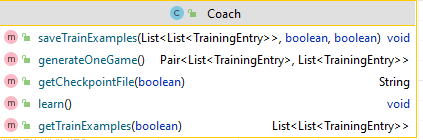 C Coach
m saveTrainExamples(List<List<TrainingEntry>>, boolean, boolean) void
m generateOneGame() Pair<List<TrainingEntry>, List<TrainingEntry>>
m getCheckpointFile(boolean) String
m learn() void
m getTrainExamples(boolean) List<List<TrainingEntry>>